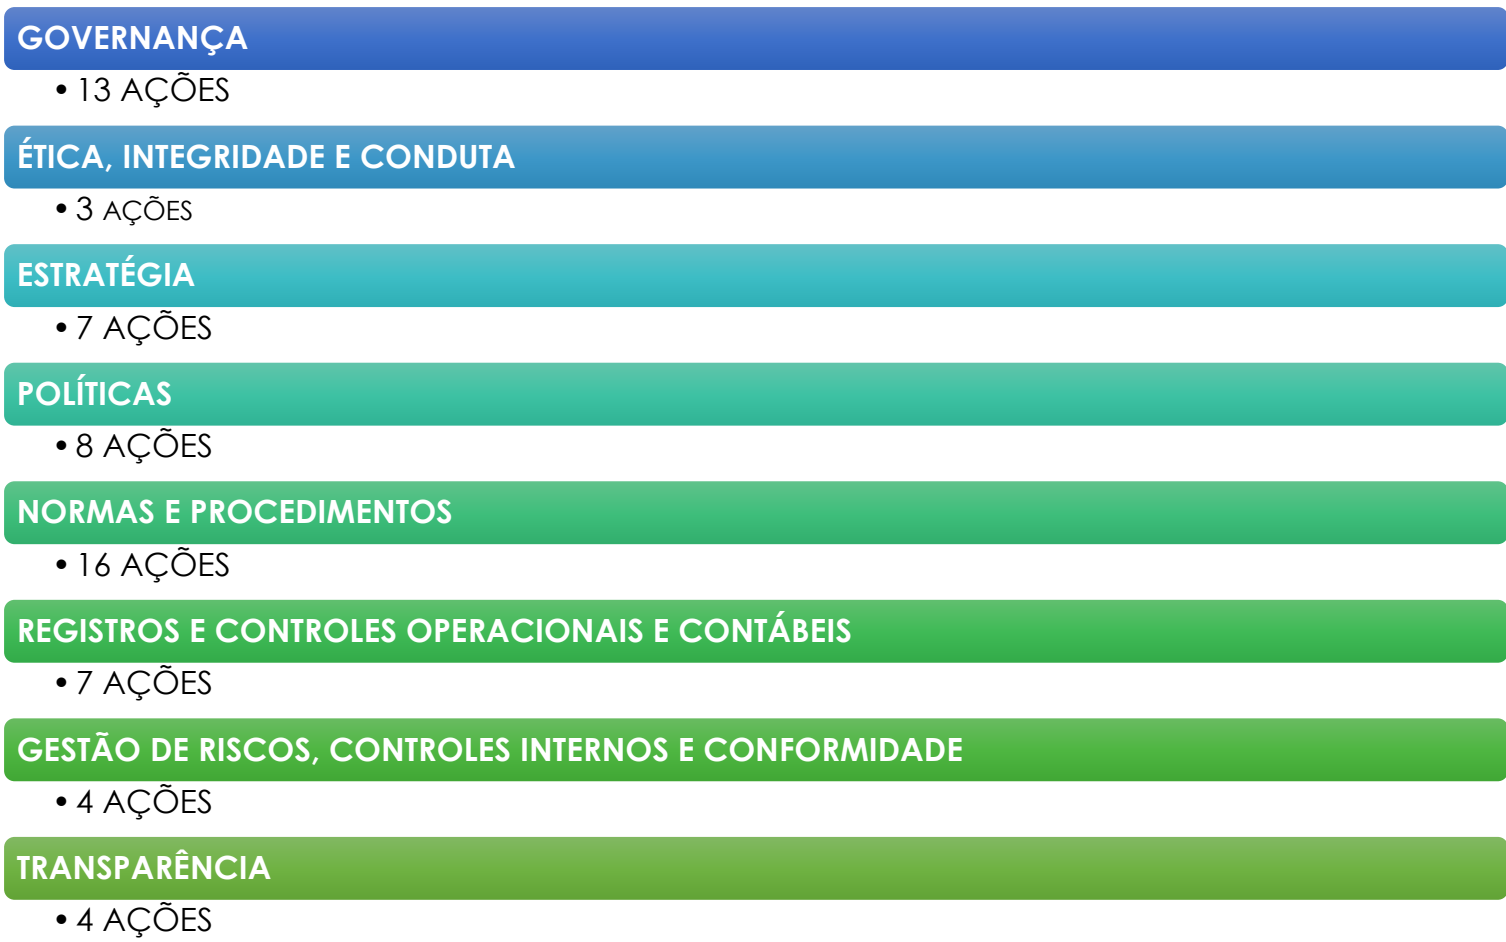 GOVERNANÇA
• 13 AÇÕES
ÉTICA, INTEGRIDADE E CONDUTA
• 3 AÇÕES
ESTRATÉGIA
• 7 AÇÕES
POLÍTICAS
• 8 AÇÕES
NORMAS E PROCEDIMENTOS
• 16 AÇÕES
REGISTROS E CONTROLES OPERACIONAIS E CONTÁBEIS
• 7 AÇÕES
GESTÃO DE RISCOS, CONTROLES INTERNOS E CONFORMIDADE
• 4 AÇÕES
TRANSPARÊNCIA
• 4 AÇÕES